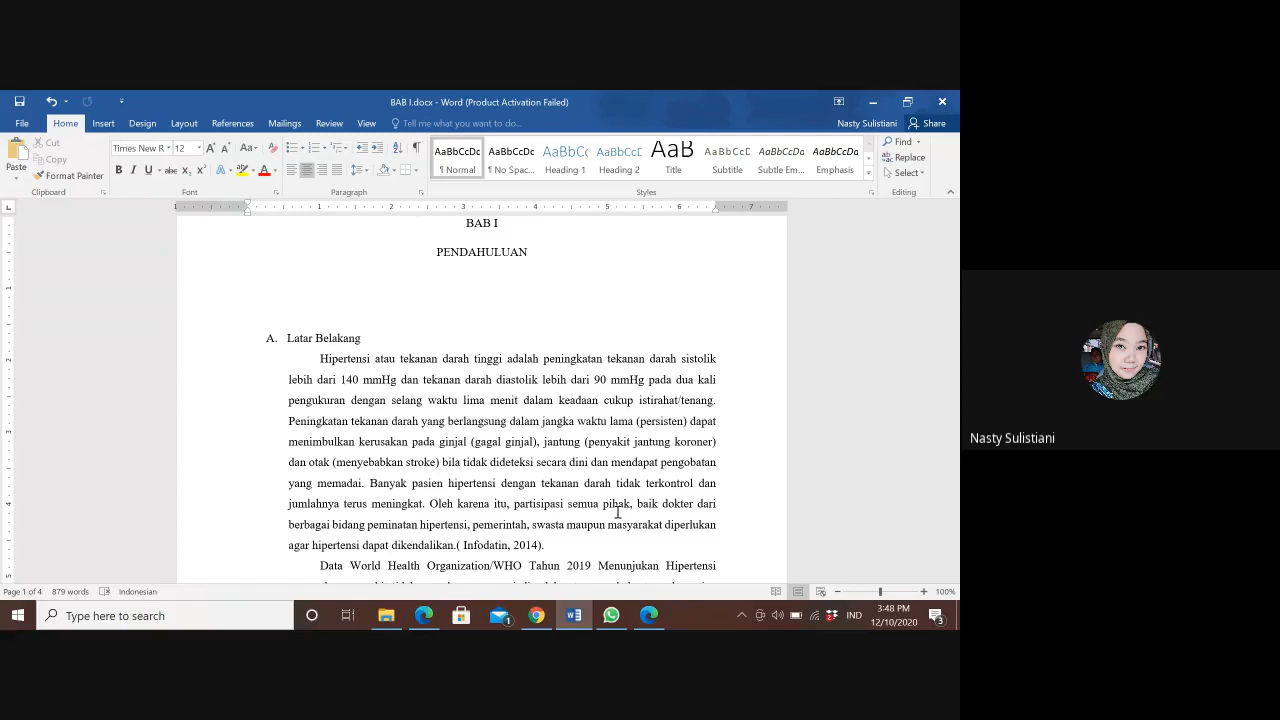 BAB I.docx - Word (Product Activation Failed)
File Home Insert Design Layout References Mailings Review View Tell me what you want to do... Nasty Sulistiani Share
Paste Cut Copy Format Painter Clipboard
Times New R 12 Aa Font
Paragraph
AaBbCcDc AaBbCcDc AaBbC( AaBbCcE AaB AaBbCcD AaBbCcDa AaBbCcDa
¶ Normal ¶ No Spac... Heading 1 Heading 2 Title Subtitle Subtle Em... Emphasis
Styles
Find Replace Select Editing
BAB I
PENDAHULUAN
A. Latar Belakang
Hipertensi atau tekanan darah tinggi adalah peningkatan tekanan darah sistolik
lebih dari 140 mmHg dan tekanan darah diastolik lebih dari 90 mmHg pada dua kali
pengukuran dengan selang waktu lima menit dalam keadaan cukup istirahat/tenang.
Peningkatan tekanan darah yang berlangsung dalam jangka waktu lama (persisten) dapat
menimbulkan kerusakan pada ginjal (gagal ginjal), jantung (penyakit jantung koroner)
dan otak (menyebabkan stroke) bila tidak dideteksi secara dini dan mendapat pengobatan
yang memadai. Banyak pasien hipertensi dengan tekanan darah tidak terkontrol dan
jumlahnya terus meningkat. Oleh karena itu, partisipasi semua pihak, baik dokter dari
berbagai bidang peminatan hipertensi, pemerintah, swasta maupun masyarakat diperlukan
agar hipertensi dapat dikendalikan.( Infodatin, 2014).
Data World Health Organization/WHO Tahun 2019 Menunjukan Hipertensi
Page 1 of 4 879 words Indonesian 100%
Type here to search
IND
3:48 PM
12/10/2020
Nasty Sulistiani